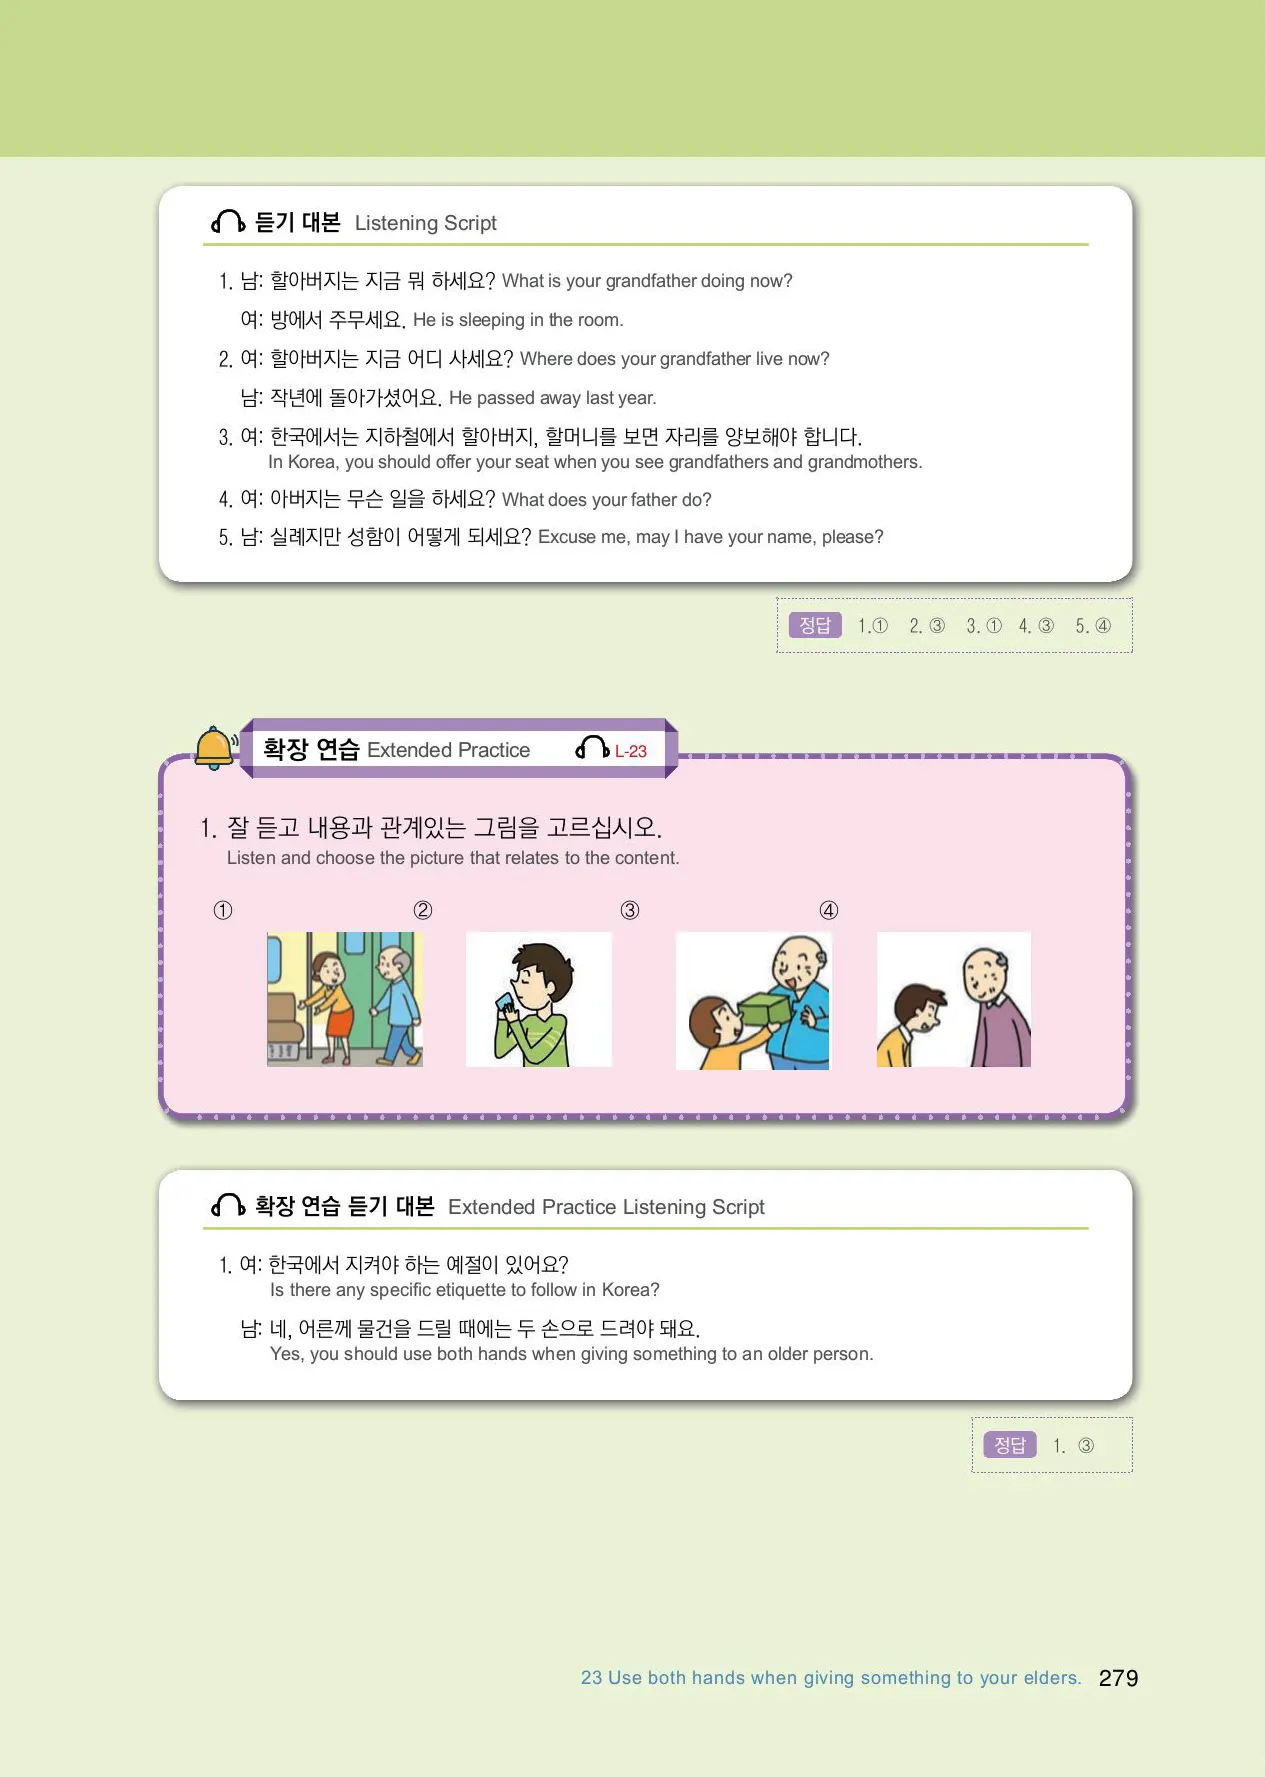 듣기 대본 Listening Script
1. 남: 할아버지는 지금 뭐 하세요? What is your grandfather doing now?
여: 방에서 주무세요. He is sleeping in the room.
2. 여: 할아버지는 지금 어디 사세요? Where does your grandfather live now?
남: 작년에 돌아가셨어요. He passed away last year.
3. 여: 한국에서는 지하철에서 할아버지, 할머니를 보면 자리를 양보해야 합니다.
In Korea, you should offer your seat when you see grandfathers and grandmothers.
4. 여: 아버지는 무슨 일을 하세요? What does your father do?
5. 남: 실례지만 성함이 어떻게 되세요? Excuse me, may I have your name, please?
정답 1.① 2. ③ 3. ① 4. ③ 5. ④
확장 연습 Extended Practice L-23
1. 잘 듣고 내용과 관계있는 그림을 고르십시오.
Listen and choose the picture that relates to the content.
① ② ③ ④
확장 연습 듣기 대본 Extended Practice Listening Script
1. 여: 한국에서 지켜야 하는 예절이 있어요?
Is there any specific etiquette to follow in Korea?
남: 네, 어른께 물건을 드릴 때에는 두 손으로 드려야 돼요.
Yes, you should use both hands when giving something to an older person.
정답 1. ③
23 Use both hands when giving something to your elders. 279